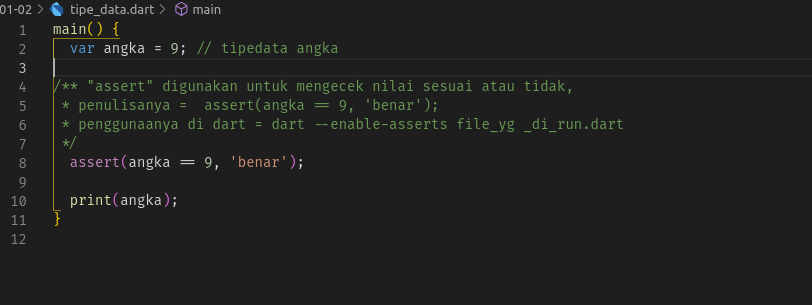 01-02 > tipe_data.dart > main
1 main() {
2 var angka = 9; // tipedata angka
3
4 /** "assert" digunakan untuk mengecek nilai sesuai atau tidak,
5 * penulisanya =  assert(angka == 9, 'benar');
6 * penggunaanya di dart = dart --enable-asserts file_yg _di_run.dart
7 */
8 assert(angka == 9, 'benar');
9
10 print(angka);
11 }
12